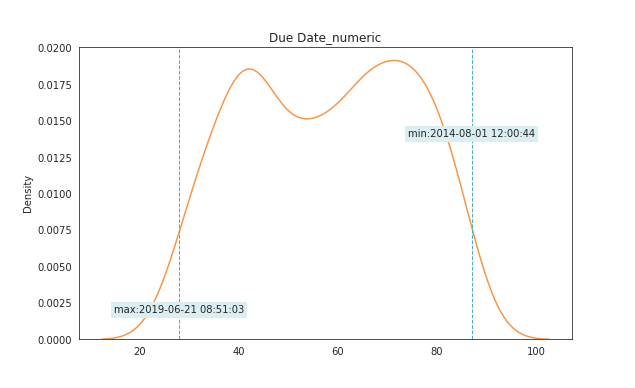 Due Date_numeric
0.0200
0.0175
0.0150
0.0125
0.0100
0.0075
0.0050
0.0025
0.0000
Density
min:2014-08-01 12:00:44
max:2019-06-21 08:51:03
20 40 60 80 100